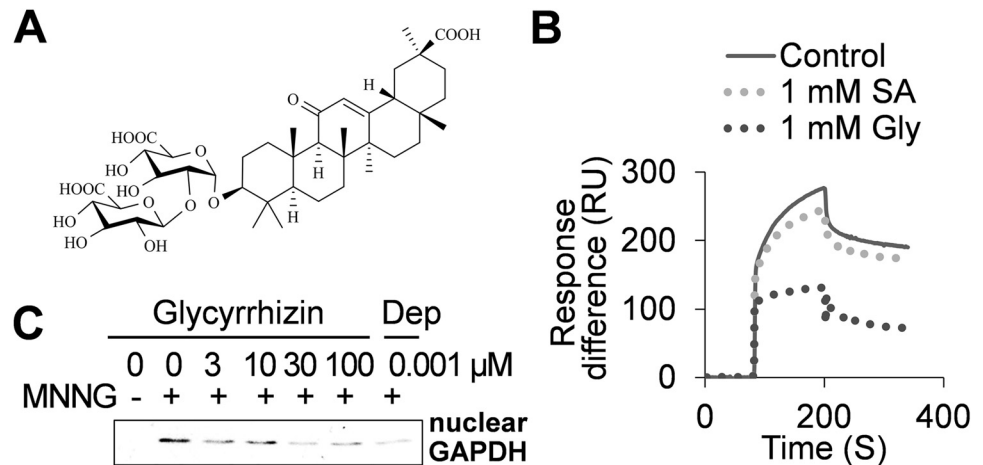 A
COOH
H
O
HOOC
O
HO
HO
O
H
HOOC
O
O
H
HO
HO
OH
B
Control
1 mM SA
1 mM Gly
Response
difference (RU)
300
200
100
0
0 200 400
Time (S)
C
Glycyrrhizin Dep
0 0 3 10 30 100 0.001 μM
MNNG - + + + + + +
nuclear
GAPDH